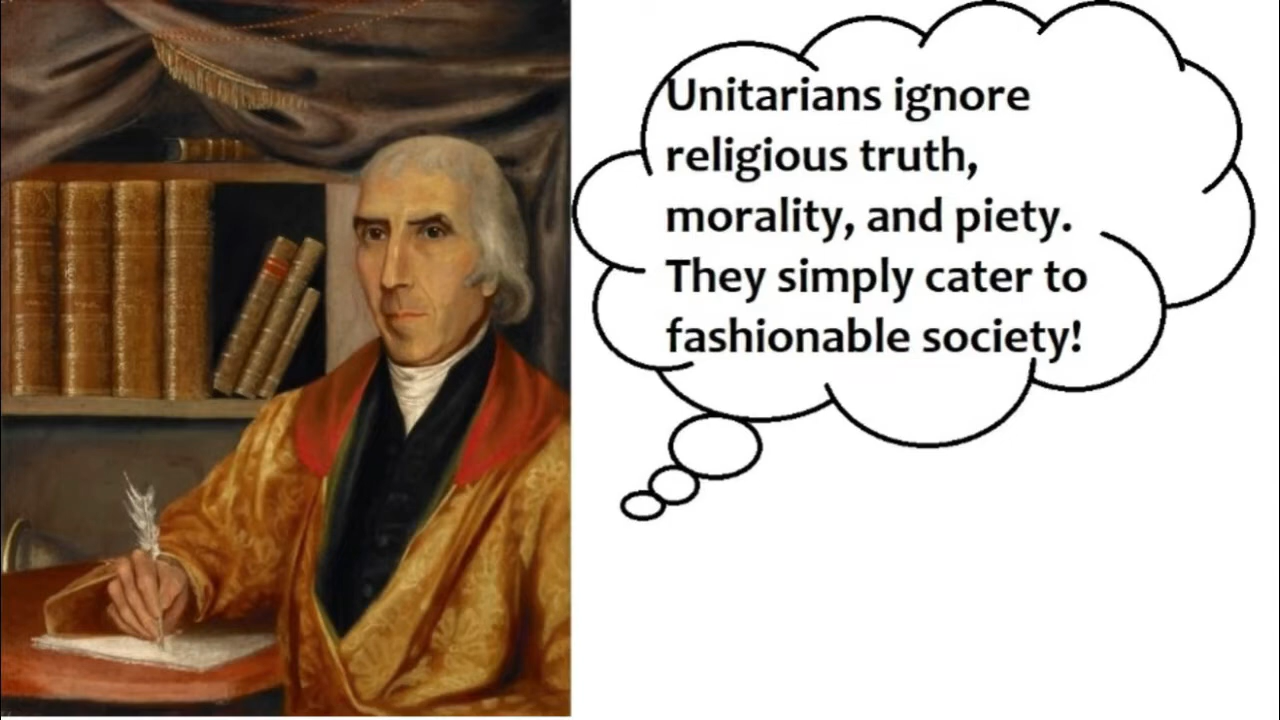 Unitarians ignore
religious truth,
morality, and piety.
They simply cater to
fashionable society!